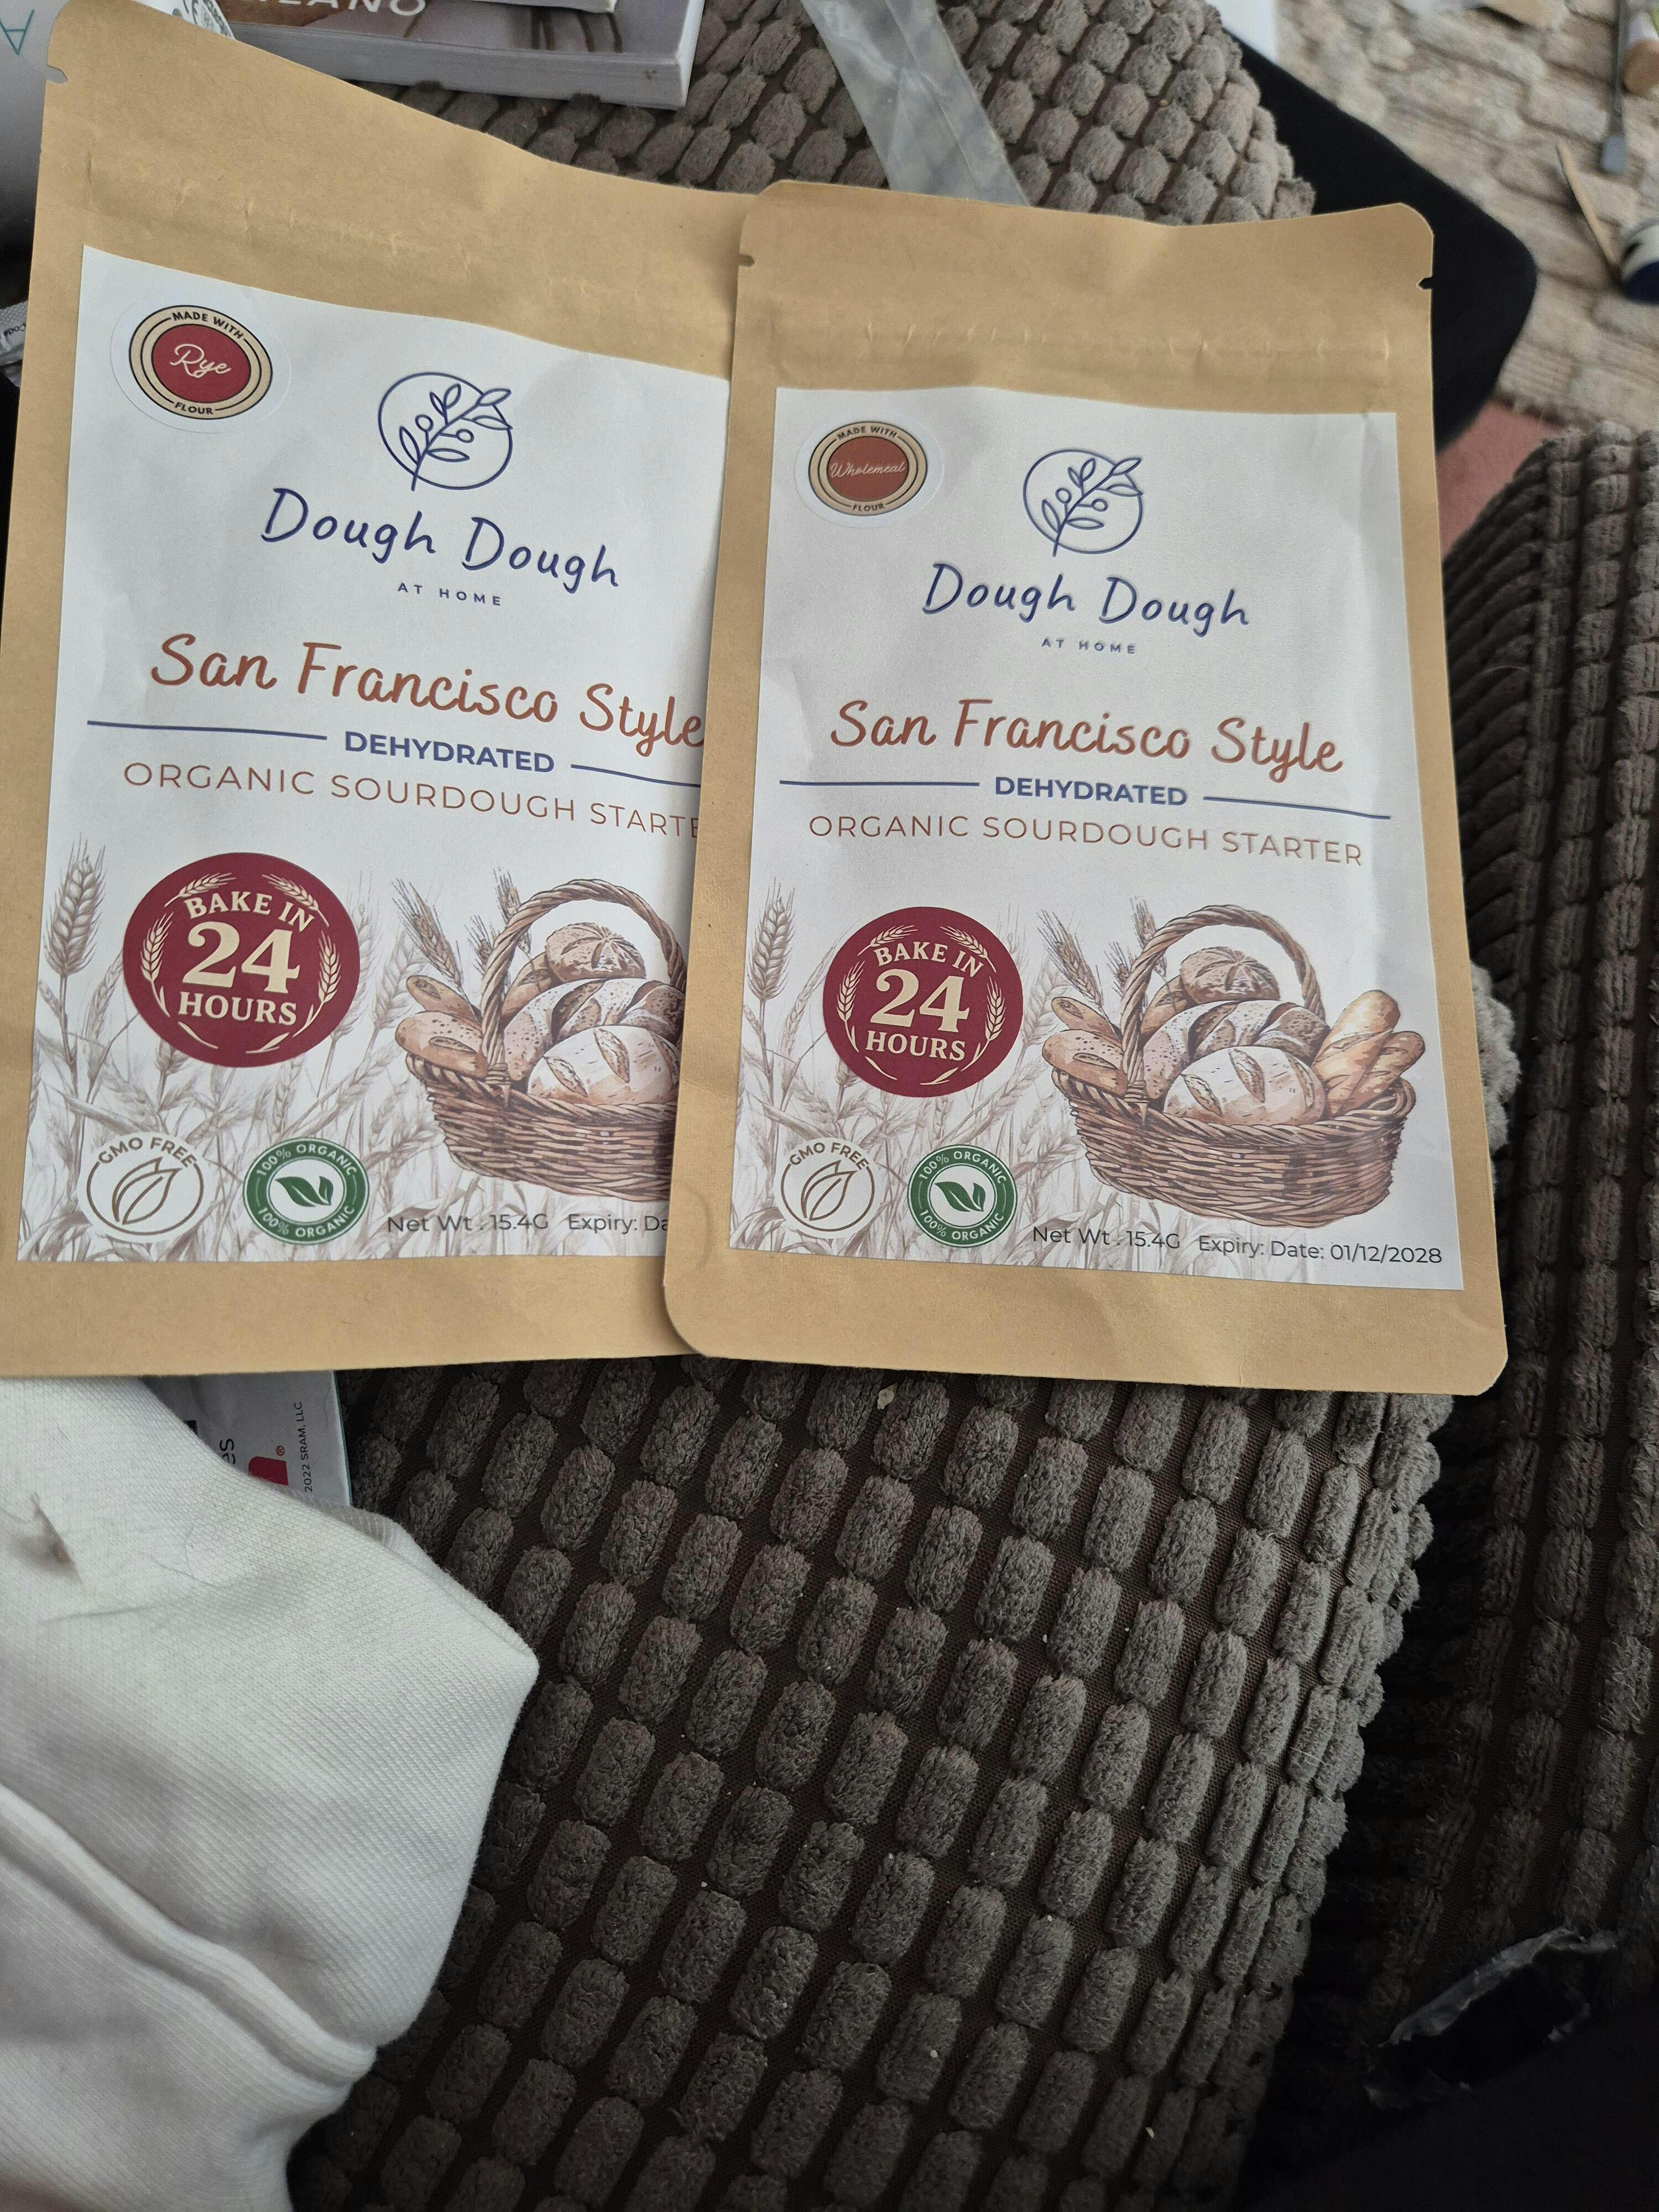 MADE WITH
Rye
FLOUR
Dough Dough
AT HOME
San Francisco Style
DEHYDRATED
ORGANIC SOURDOUGH STARTE
BAKE IN
24
HOURS
GMO FREE
100% ORGANIC
100% ORGANIC
Net Wt : 15.4G Expiry: Da
MADE WITH
Wholemeal
FLOUR
Dough Dough
AT HOME
San Francisco Style
DEHYDRATED
ORGANIC SOURDOUGH STARTER
BAKE IN
24
HOURS
GMO FREE
100% ORGANIC
100% ORGANIC
Net Wt : 15.4G Expiry: Date: 01/12/2028
2022 SRAM, LLC